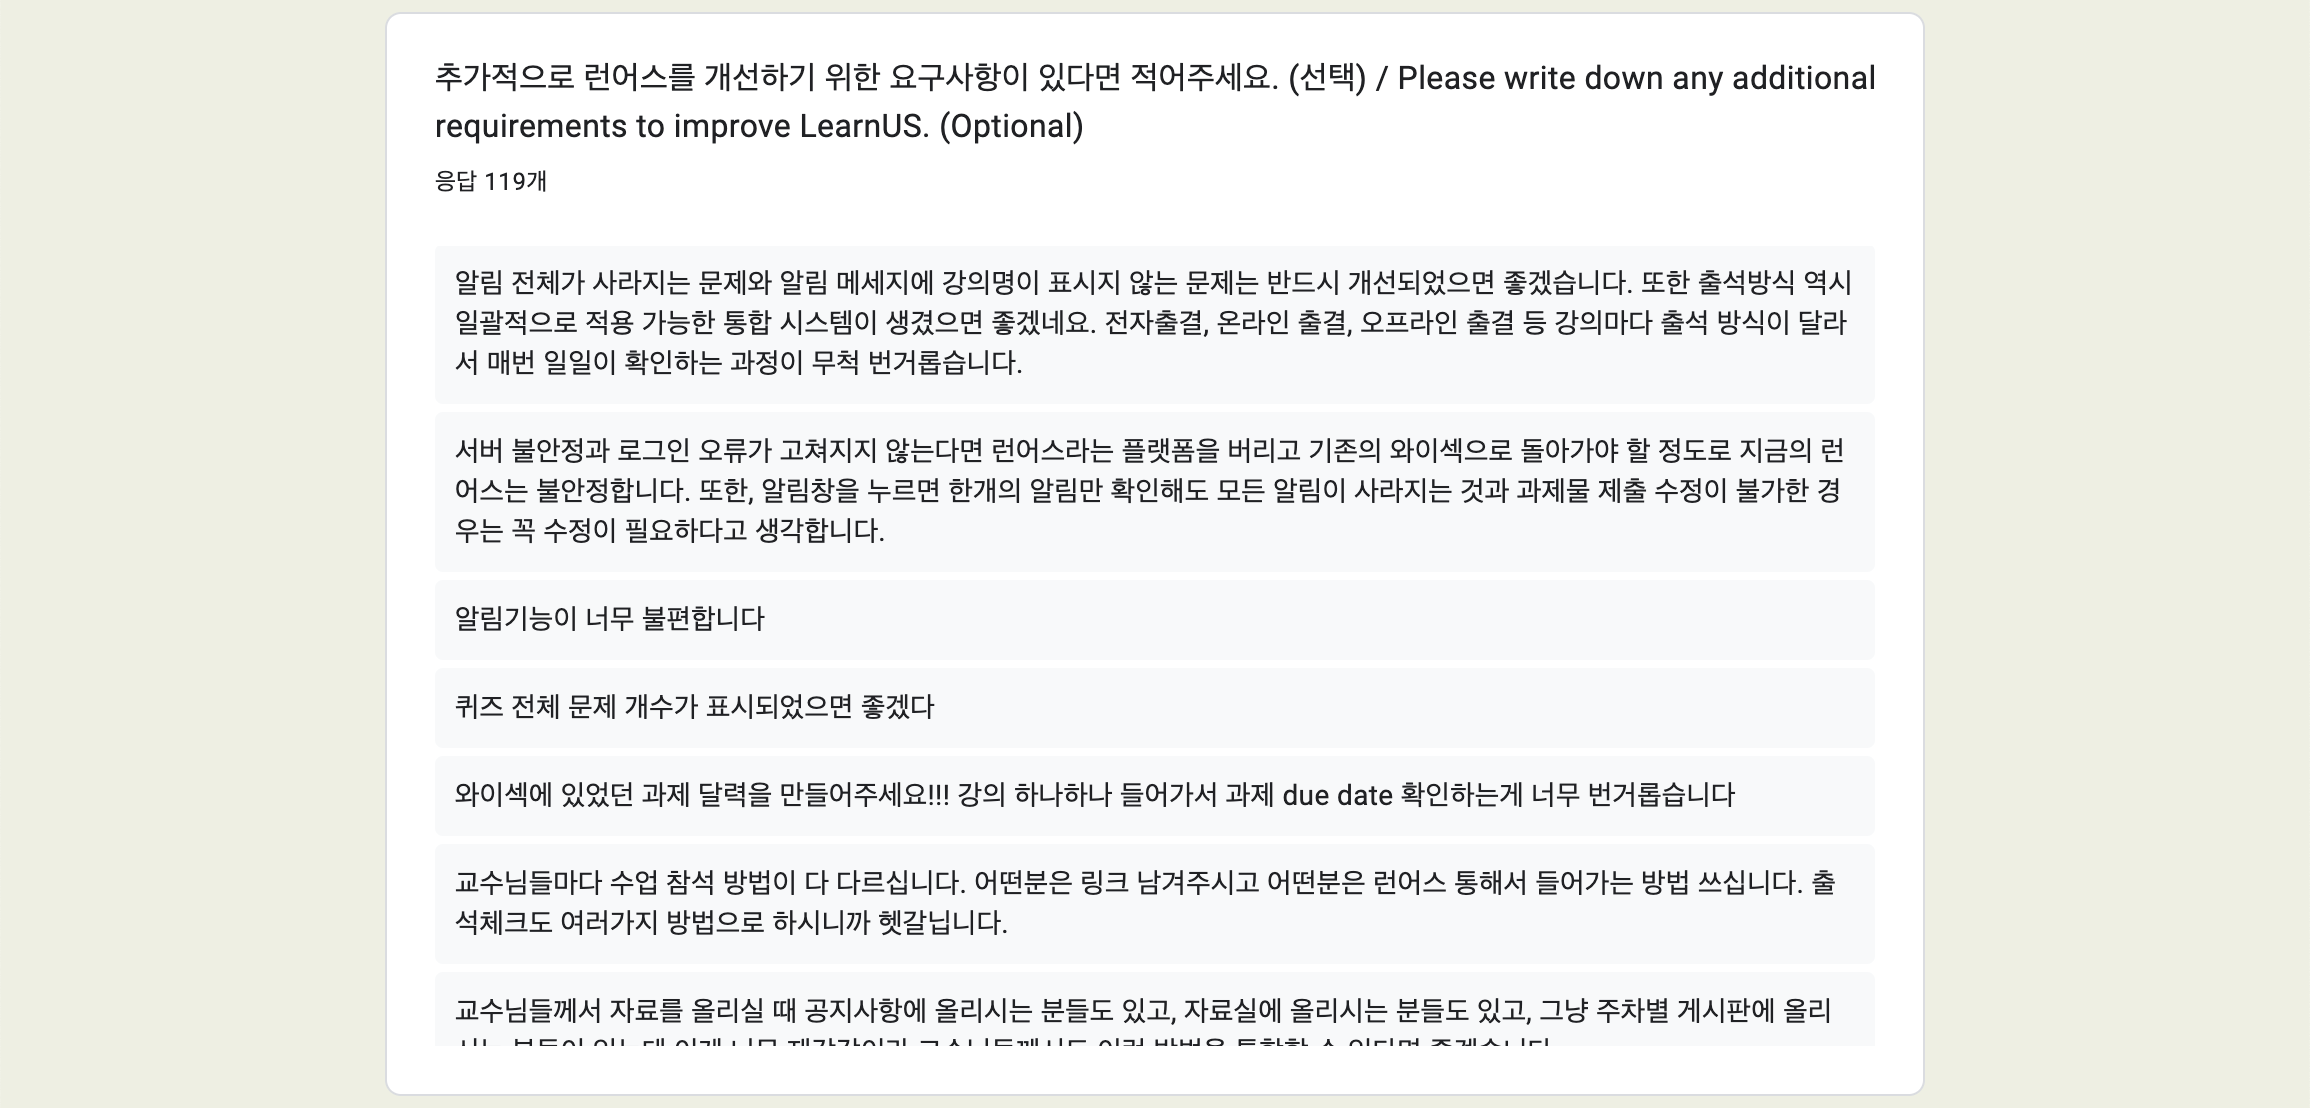 추가적으로 런어스를 개선하기 위한 요구사항이 있다면 적어주세요. (선택) / Please write down any additional
requirements to improve LearnUS. (Optional)
응답 119개
알림 전체가 사라지는 문제와 알림 메세지에 강의명이 표시지 않는 문제는 반드시 개선되었으면 좋겠습니다. 또한 출석방식 역시
일괄적으로 적용 가능한 통합 시스템이 생겼으면 좋겠네요. 전자출결, 온라인 출결, 오프라인 출결 등 강의마다 출석 방식이 달라
서 매번 일일이 확인하는 과정이 무척 번거롭습니다.
서버 불안정과 로그인 오류가 고쳐지지 않는다면 런어스라는 플랫폼을 버리고 기존의 와이섹으로 돌아가야 할 정도로 지금의 런
어스는 불안정합니다. 또한, 알림창을 누르면 한개의 알림만 확인해도 모든 알림이 사라지는 것과 과제물 제출 수정이 불가한 경
우는 꼭 수정이 필요하다고 생각합니다.
알림기능이 너무 불편합니다
퀴즈 전체 문제 개수가 표시되었으면 좋겠다
와이섹에 있었던 과제 달력을 만들어주세요!!! 강의 하나하나 들어가서 과제 due date 확인하는게 너무 번거롭습니다
교수님들마다 수업 참석 방법이 다 다르십니다. 어떤분은 링크 남겨주시고 어떤분은 런어스 통해서 들어가는 방법 쓰십니다. 출
석체크도 여러가지 방법으로 하시니까 헷갈닙니다.
교수님들께서 자료를 올리실 때 공지사항에 올리시는 분들도 있고, 자료실에 올리시는 분들도 있고, 그냥 주차별 게시판에 올리